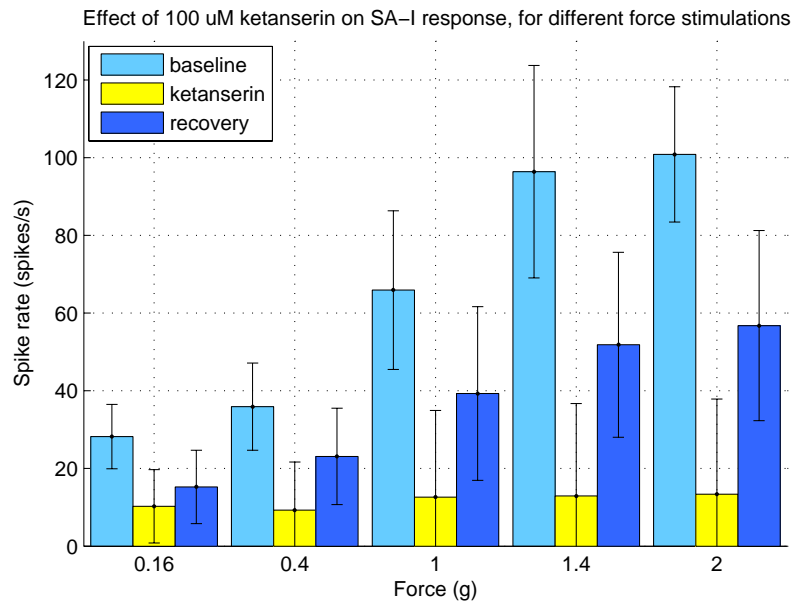 Effect of 100 uM ketanserin on SA−I response, for different force stimulations
baseline
ketanserin
recovery
Spike rate (spikes/s)
120
100
80
60
40
20
0
0.16 0.4 1 1.4 2
Force (g)